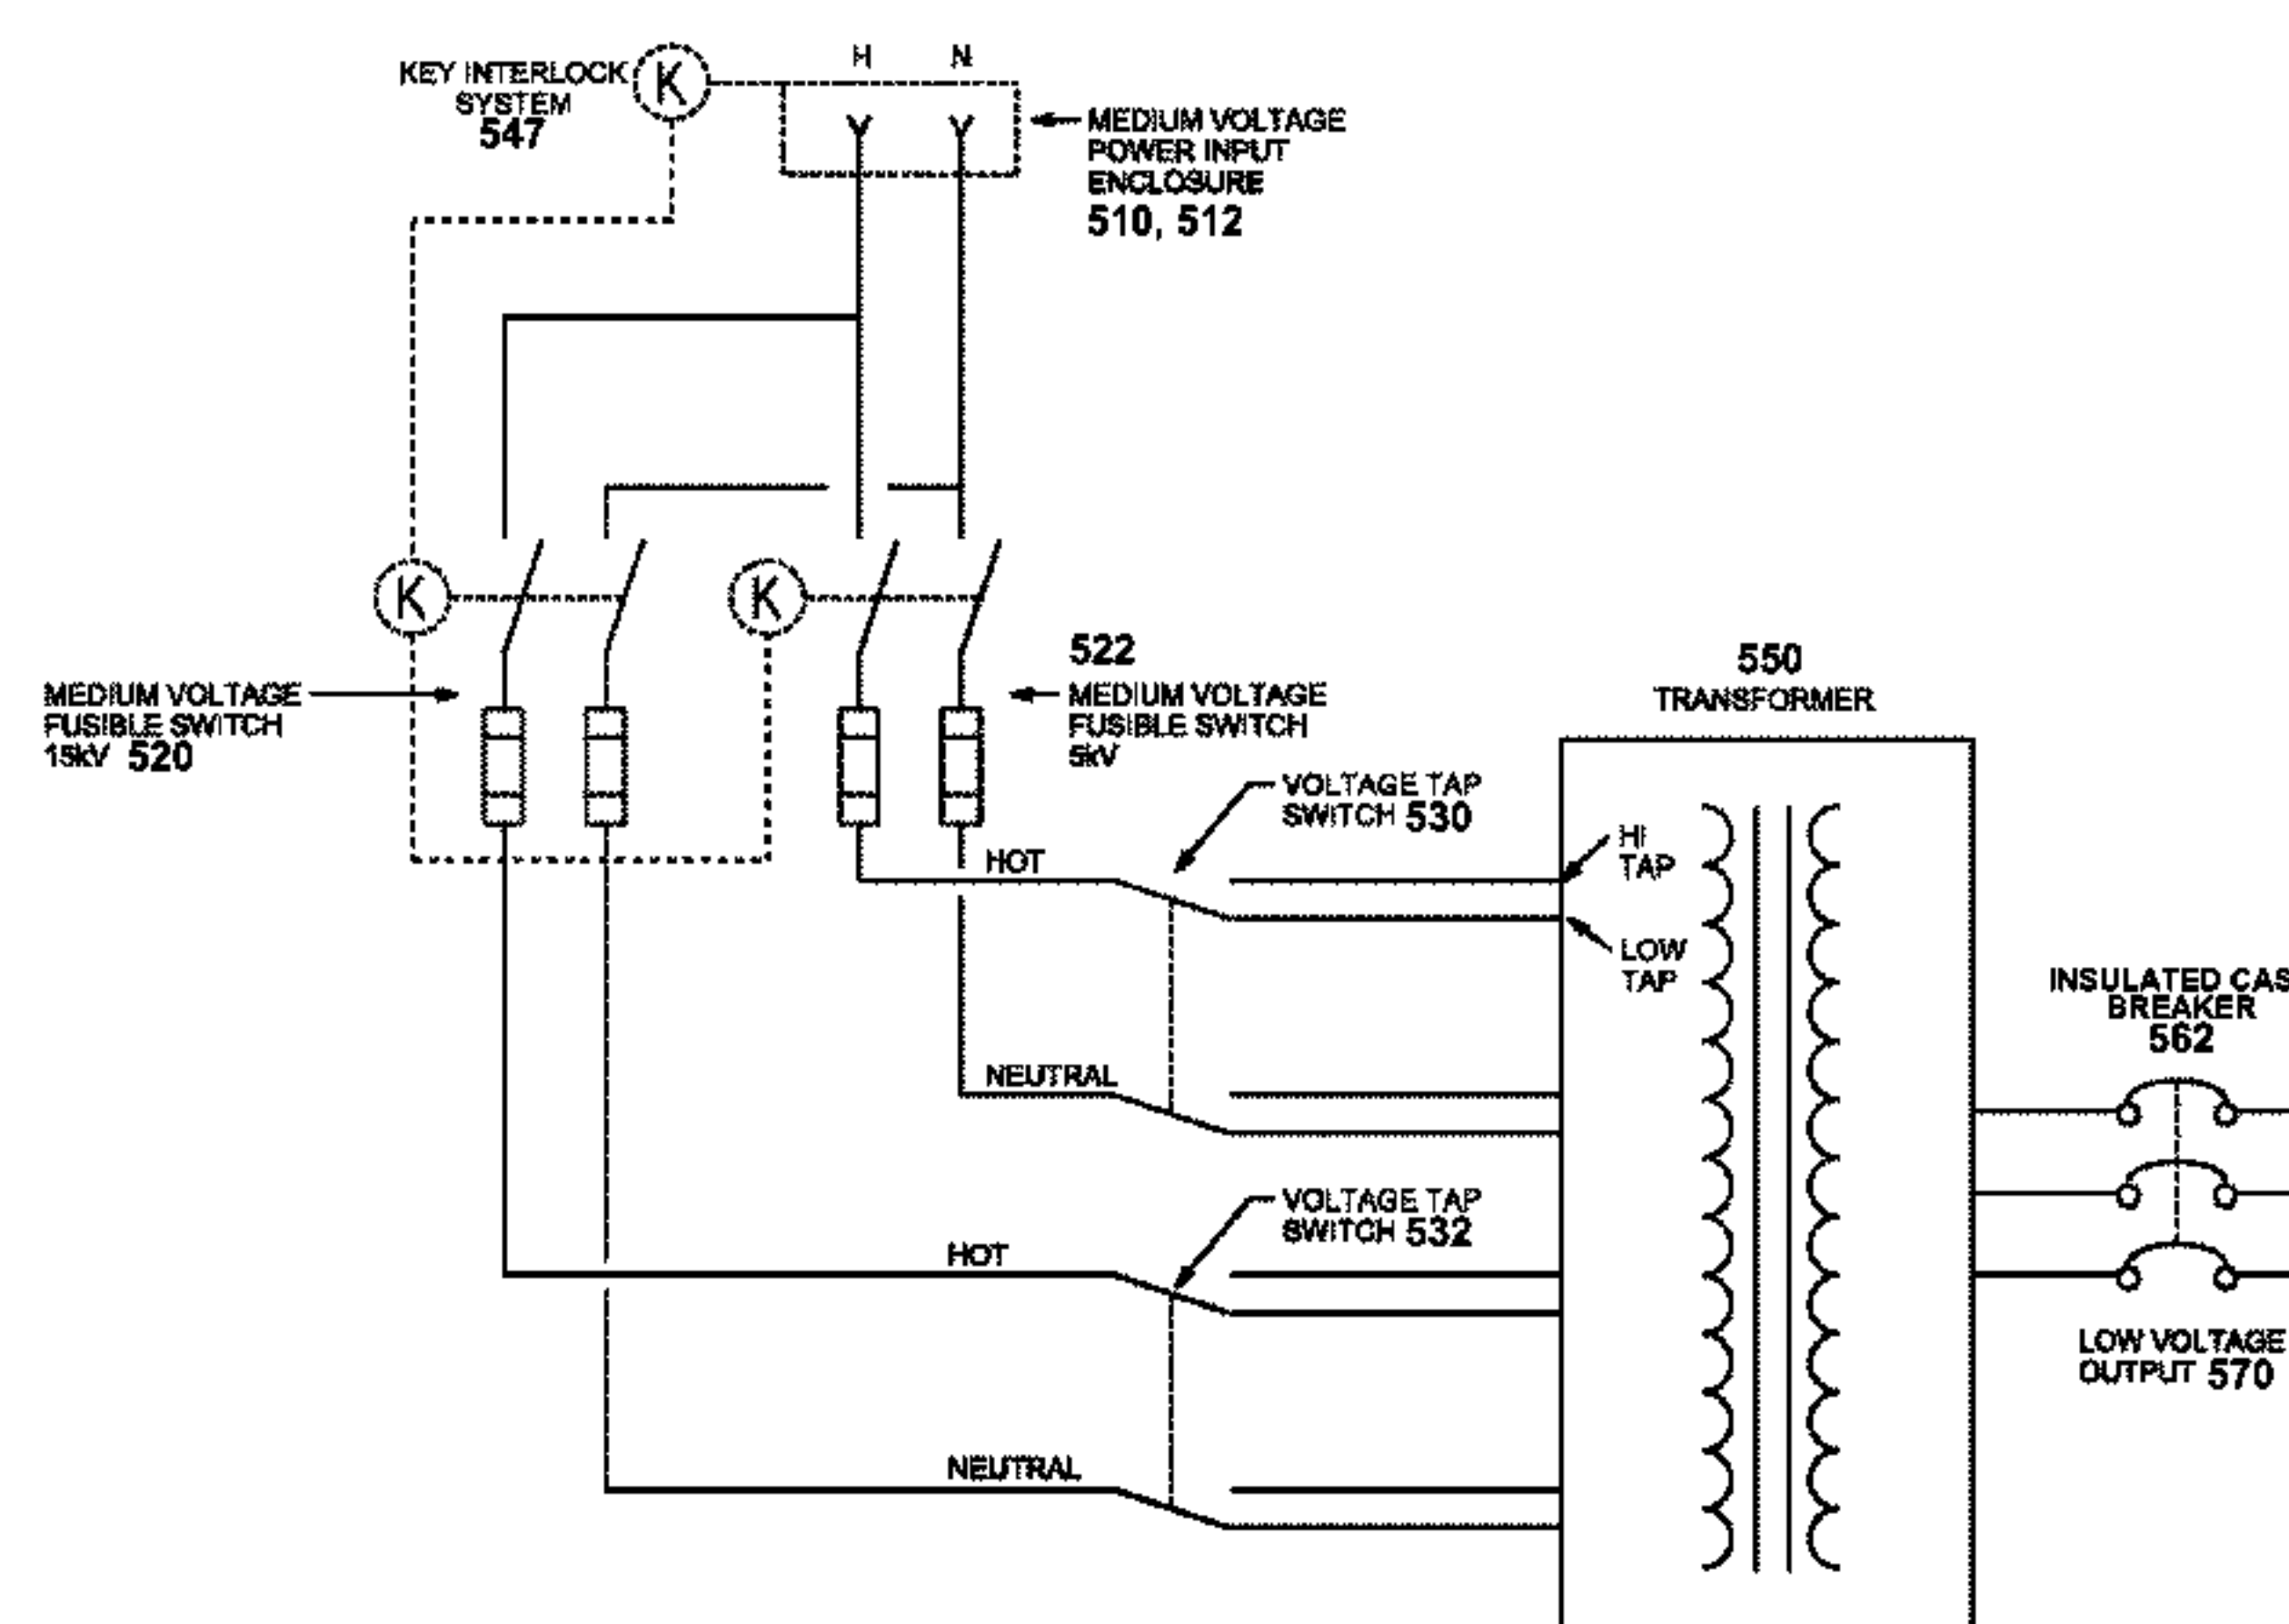 H N
KEY INTERLOCK
SYSTEM
547
K
MEDIUM VOLTAGE
POWER INPUT
ENCLOSURE
510, 512
K
K
522
MEDIUM VOLTAGE
FUSIBLE SWITCH
5kV
MEDIUM VOLTAGE
FUSIBLE SWITCH
15kV 520
550
TRANSFORMER
VOLTAGE TAP
SWITCH 530
HOT
HI
TAP
LOW
TAP
NEUTRAL
INSULATED CAS
BREAKER
562
VOLTAGE TAP
SWITCH 532
HOT
LOW VOLTAGE
OUTPUT 570
NEUTRAL